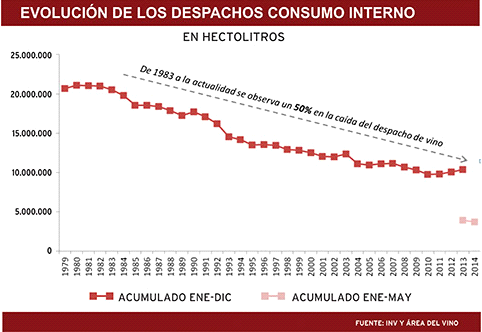 EVOLUCIÓN DE LOS DESPACHOS CONSUMO INTERNO
EN HECTOLITROS
25.000.000
20.000.000
15.000.000
10.000.000
5.000.000
0
De 1983 a la actualidad se observa un 50% en la caída del despacho de vino
1979 1980 1981 1982 1983 1984 1985 1986 1987 1988 1989 1990 1991 1992 1993 1994 1995 1996 1997 1998 1999 2000 2001 2002 2003 2004 2005 2006 2007 2008 2009 2010 2011 2012 2013 2014
ACUMULADO ENE-DIC ACUMULADO ENE-MAY
FUENTE: INV Y ÁREA DEL VINO